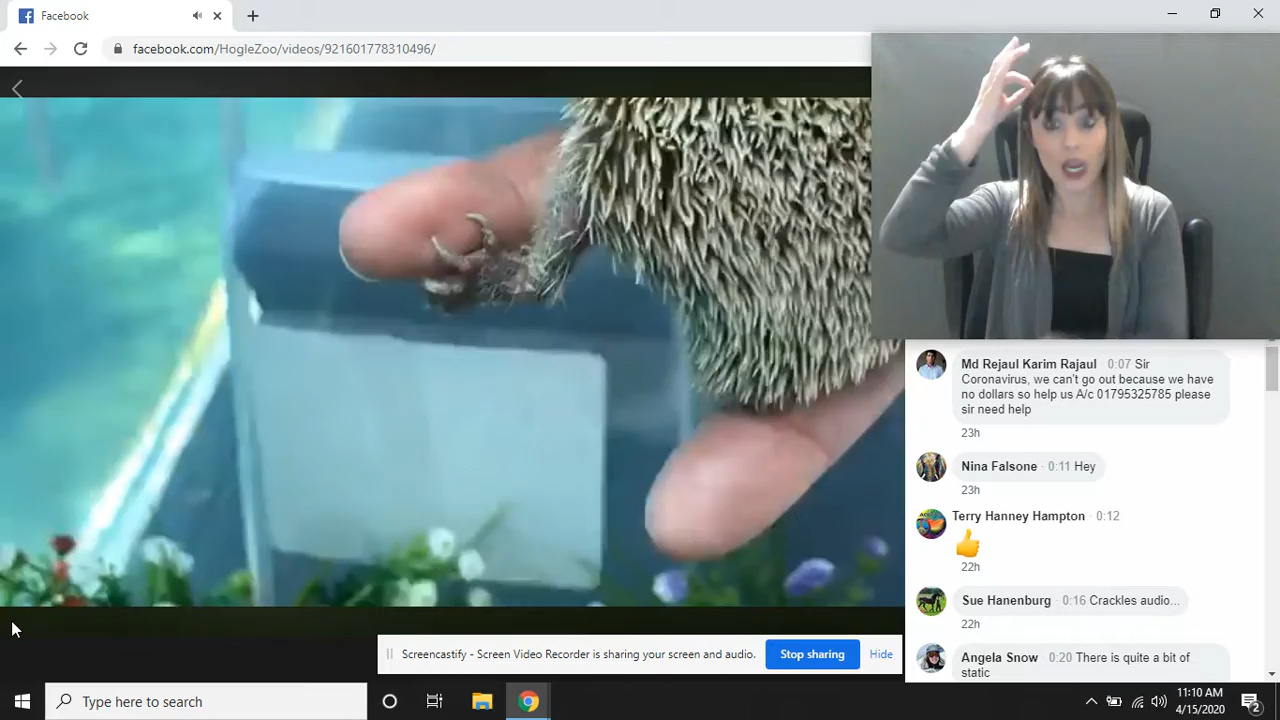 Facebook
facebook.com/HogleZoo/videos/921601778310496/
Md Rejaul Karim Rajaul · 0:07 Sir
Coronavirus, we can't go out because we have
no dollars so help us A/c 01795325785 please
sir need help
23h
Nina Falsone · 0:11 Hey
23h
Terry Hanney Hampton · 0:12
22h
Sue Hanenburg · 0:16 Crackles audio...
22h
Angela Snow · 0:20 There is quite a bit of
static
Screencastify - Screen Video Recorder is sharing your screen and audio.
Stop sharing
Hide
Type here to search
11:10 AM
4/15/2020
2